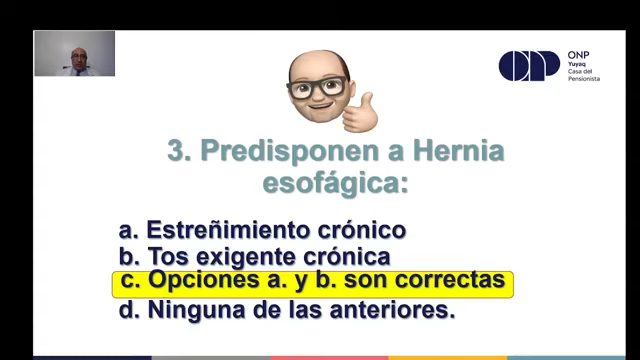 ONP
Yuyaq
Casa del
Pensionista
3. Predisponen a Hernia
esofágica:
a. Estreñimiento crónico
b. Tos exigente crónica
c. Opciones a. y b. son correctas
d. Ninguna de las anteriores.